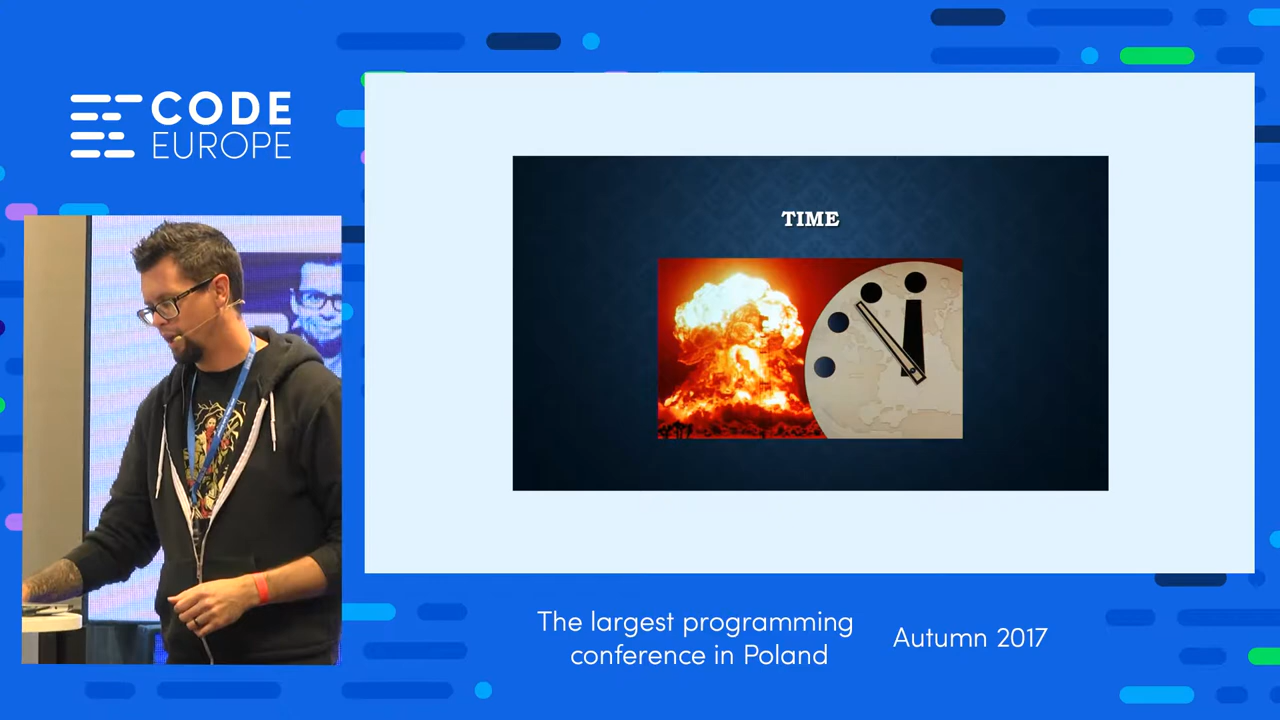 CODE
EUROPE
TIME
The largest programming
conference in Poland
Autumn 2017